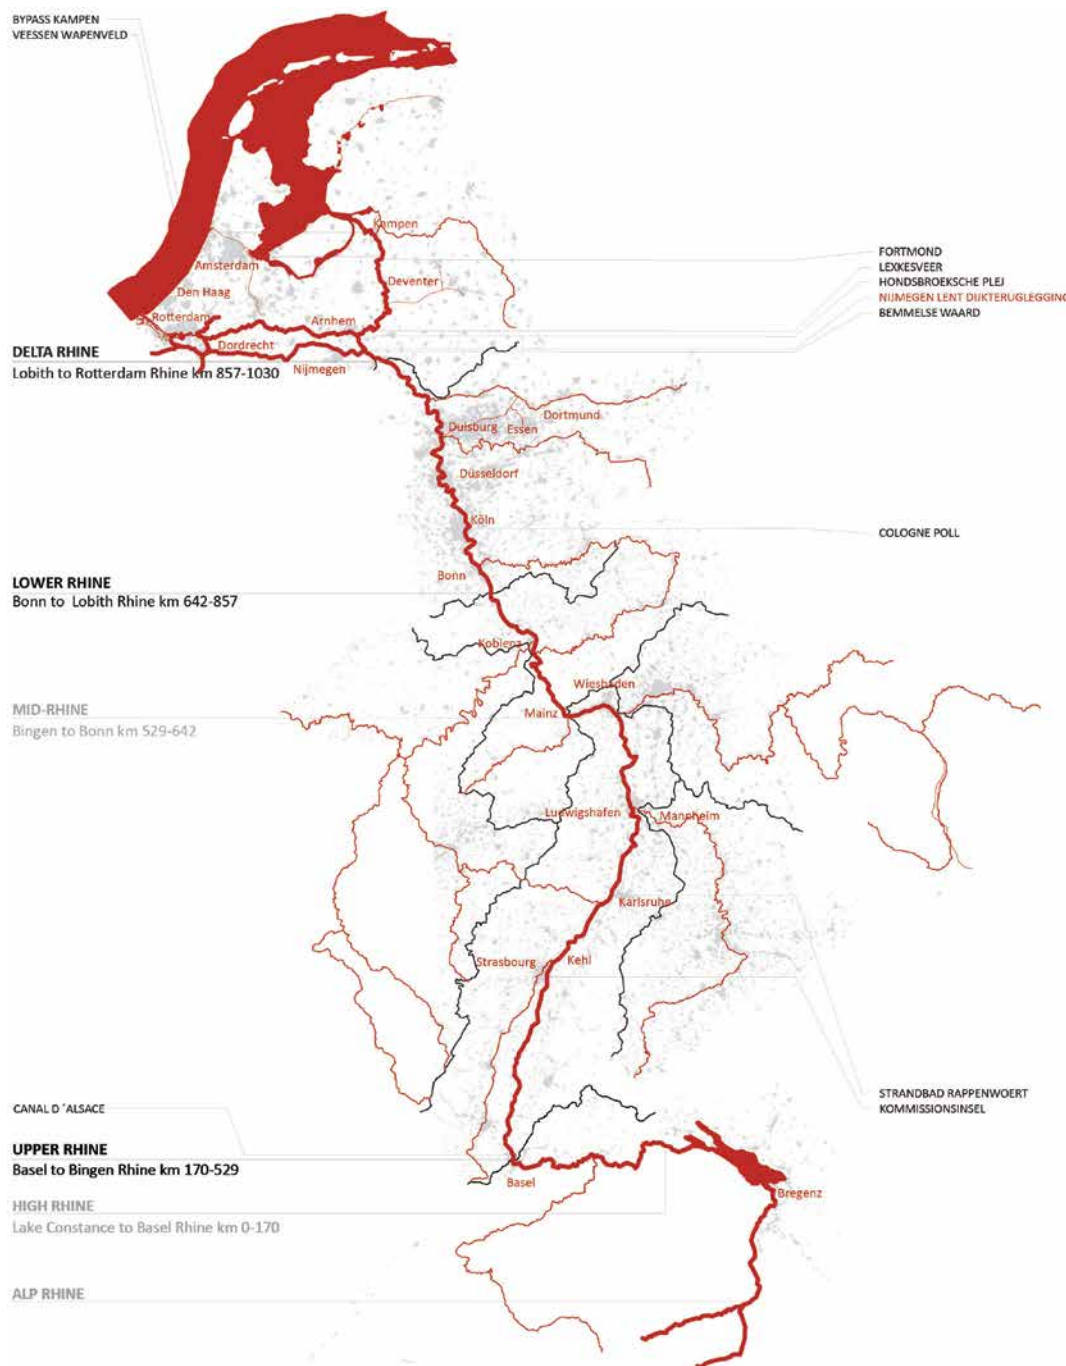 BYPASS KAMPEN
VEESSEN WAPENVELD
Kampen
Amsterdam
FORTMOND
LEXKESVEER
Deventer
HONDSBROEKSCHE PLEJ
Den Haag
NIJMEGEN LENT DIJKTERUGLEGGING
BEMMELSE WAARD
Rotterdam
Arnhem
Dordrecht
DELTA RHINE
Lobith to Rotterdam Rhine km 857-1030
Nijmegen
Dortmund
Duisburg
Essen
Düsseldorf
Köln
COLOGNE POLL
Bonn
LOWER RHINE
Bonn to Lobith Rhine km 642-857
Koblenz
Wiesbaden
MID-RHINE
Bingen to Bonn km 529-642
Mainz
Ludwigshafen
Mannheim
Karlsruhe
Strasbourg
Kehl
STRANDBAD RAPPENWOERT
KOMMISSIONSINSEL
CANAL D ´ALSACE
UPPER RHINE
Basel to Bingen Rhine km 170-529
Basel
Bregenz
HIGH RHINE
Lake Constance to Basel Rhine km 0-170
ALP RHINE